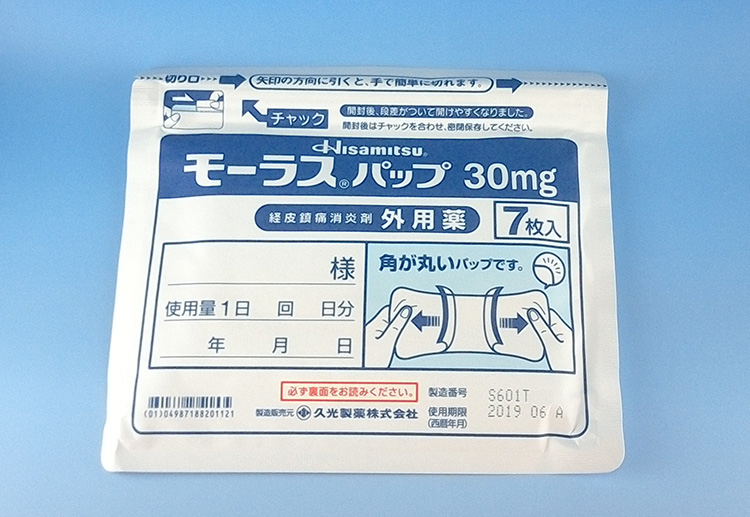 切り口
矢印の方向に引くと、手で簡単に切れます。
チャック
開封後、段差がついて開けやすくなりました。
開封後はチャックを合わせ、密閉保存してください。
HISAMITSU®
モーラス®パップ 30mg
経皮鎮痛消炎剤 外用薬 7枚入
様
使用量1日 回 日分
年 月 日
角が丸いパップです。
必ず裏面をお読みください。
製造販売元 久光製薬株式会社
(01)04987188201121
製造番号 S601T
使用期限 2019 06 A
(西暦年月)